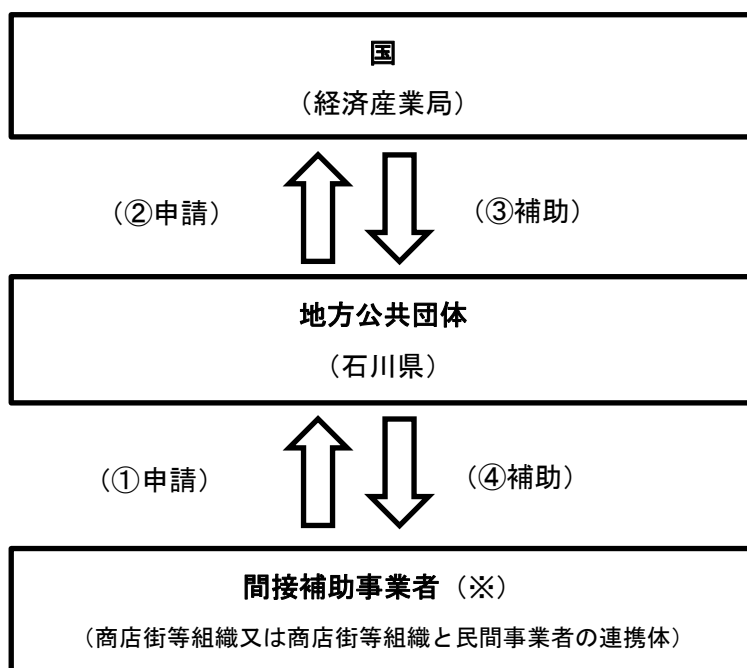 国
（経済産業局）
（②申請）
（③補助）
地方公共団体
（石川県）
（①申請）
（④補助）
間接補助事業者（※）
（商店街等組織又は商店街等組織と民間事業者の連携体）